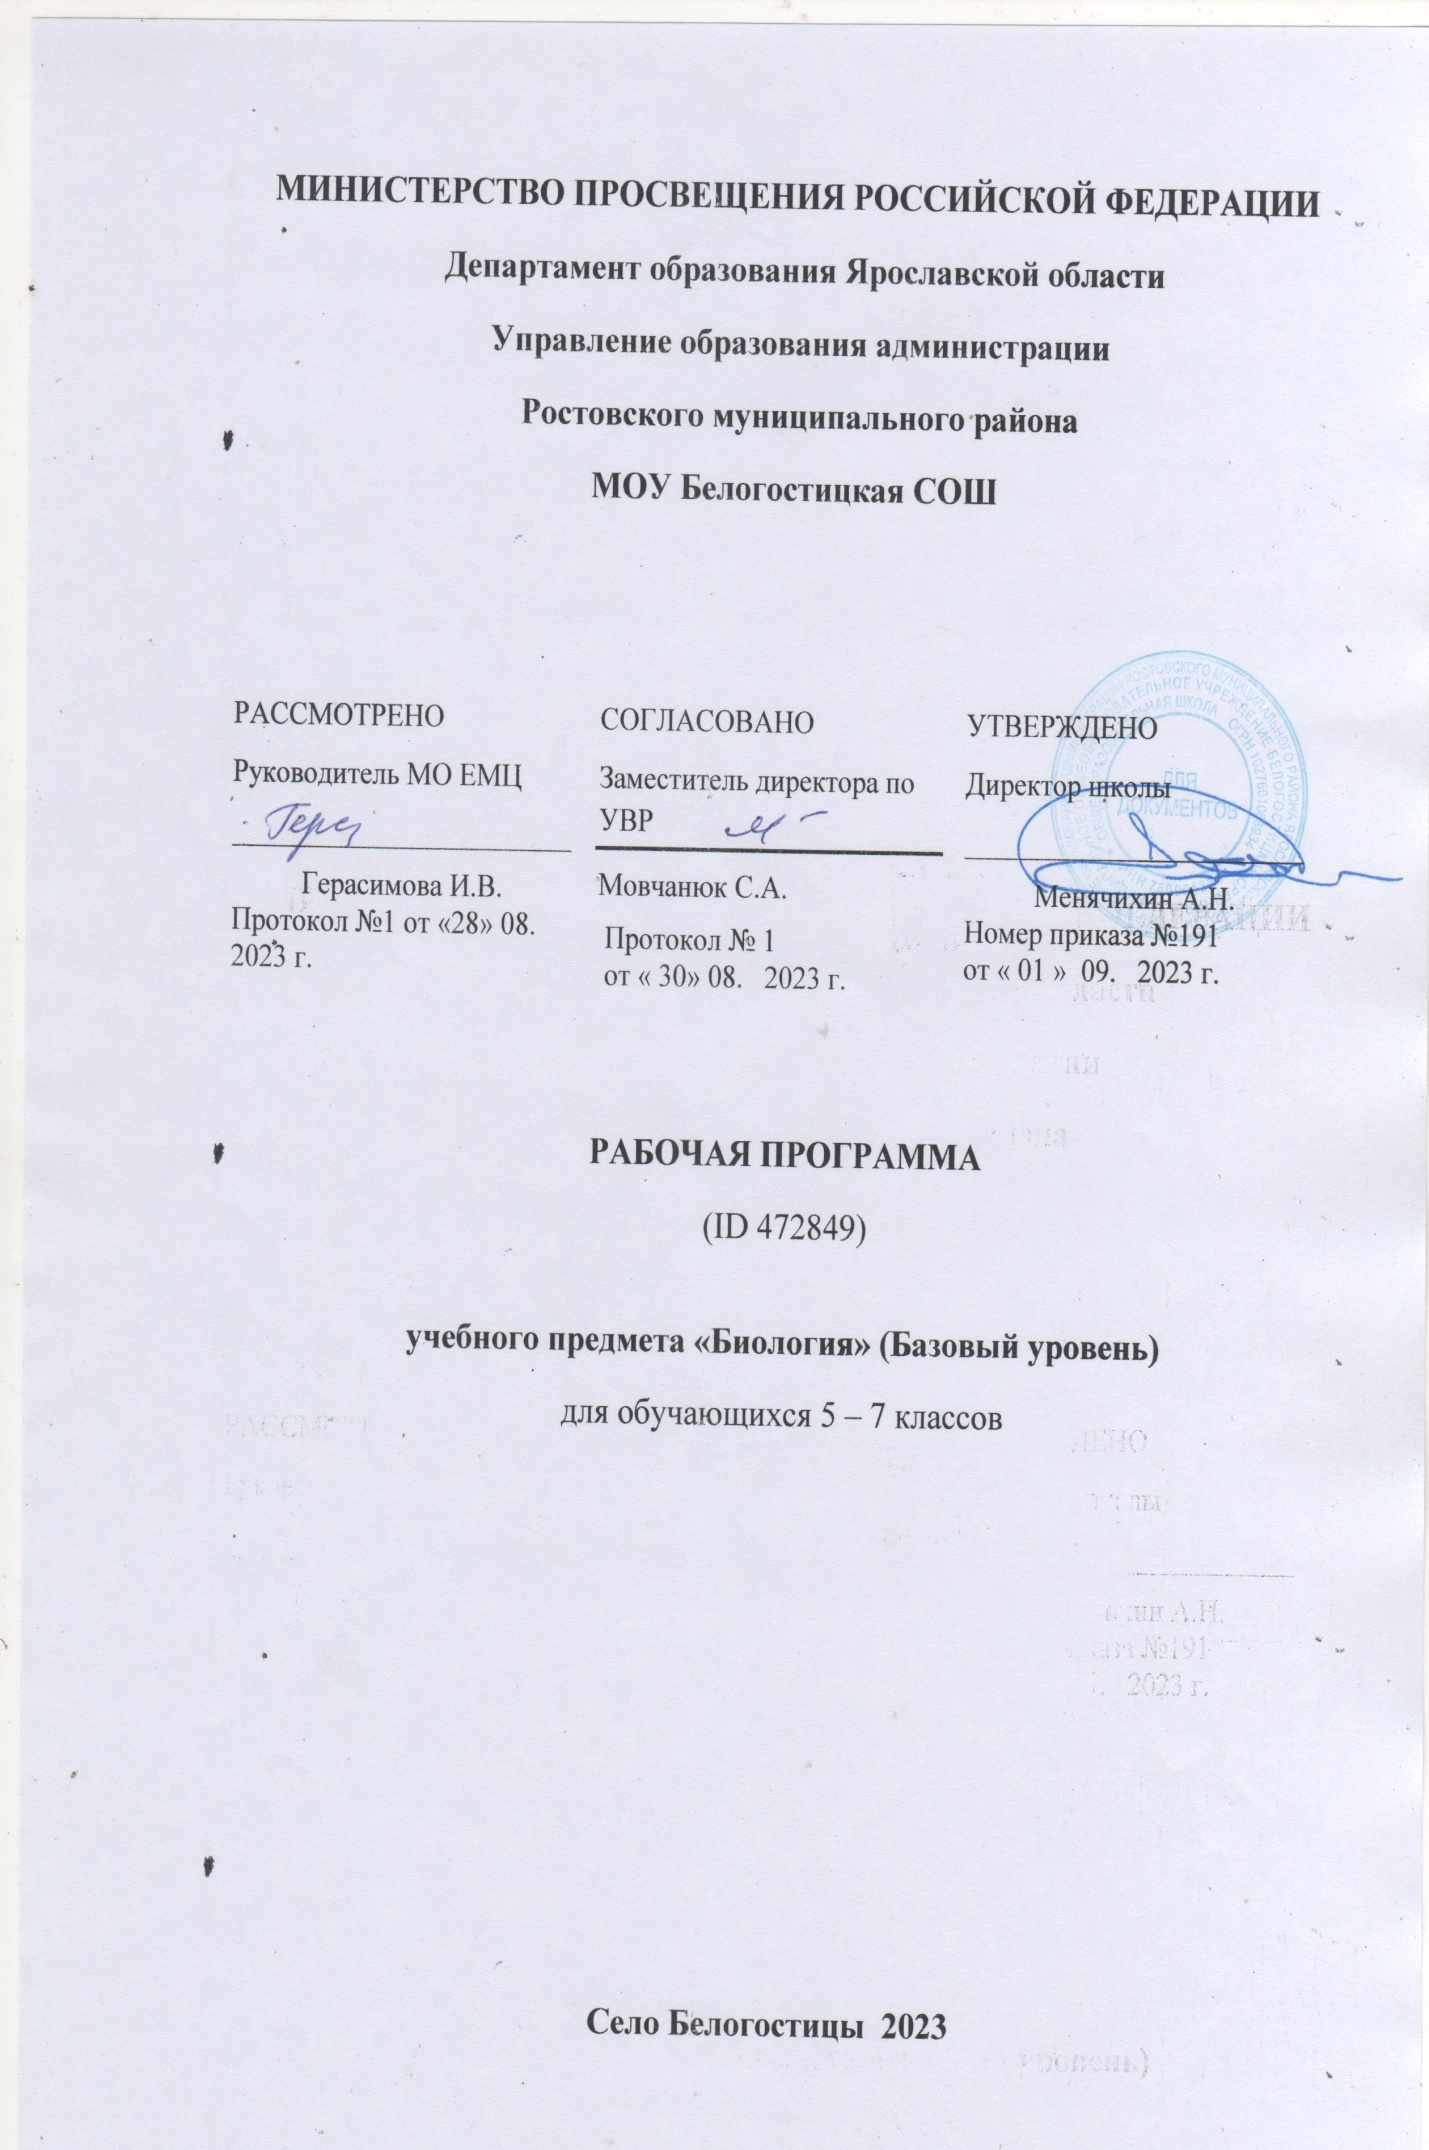 МИНИСТЕРСТВО ПРОСВЕЩЕНИЯ РОССИЙСКОЙ ФЕДЕРАЦИИ
Департамент образования Ярославской области
Управление образования администрации
Ростовского муниципального района
МОУ Белогостицкая СОШ
РАССМОТРЕНО
Руководитель МО ЕМЦ
Герасимова И.В.
Протокол №1 от «28» 08.
2023 г.
СОГЛАСОВАНО
Заместитель директора по
УВР
Мовчанюк С.А.
Протокол № 1
от « 30» 08. 2023 г.
УТВЕРЖДЕНО
Директор школы
ДЛЯ
ДОКУМЕНТОВ
Менячихин А.Н.
Номер приказа №191
от « 01 » 09. 2023 г.
РАБОЧАЯ ПРОГРАММА
(ID 472849)
учебного предмета «Биология» (Базовый уровень)
для обучающихся 5 – 7 классов
Село Белогостицы 2023